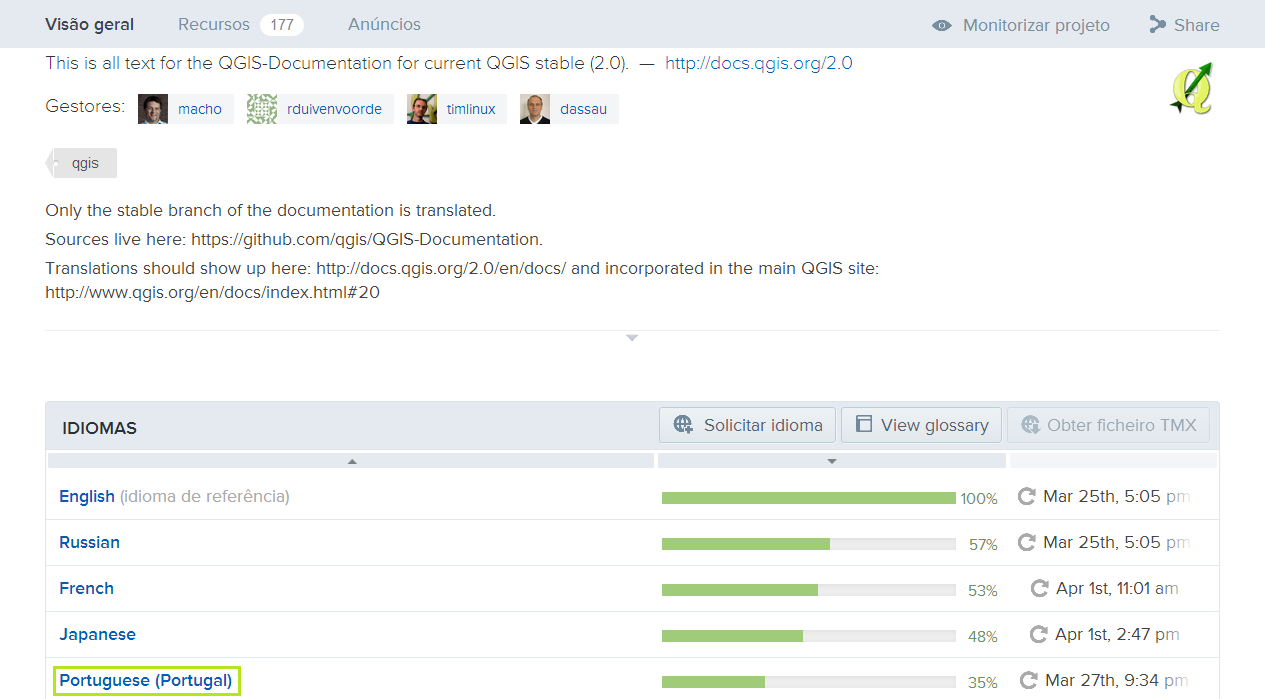 Visão geral Recursos 177 Anúncios Monitorizar projeto Share
This is all text for the QGIS-Documentation for current QGIS stable (2.0). — http://docs.qgis.org/2.0
Gestores: macho rduivenvoorde timlinux dassau
qgis
Only the stable branch of the documentation is translated.
Sources live here: https://github.com/qgis/QGIS-Documentation.
Translations should show up here: http://docs.qgis.org/2.0/en/docs/ and incorporated in the main QGIS site:
http://www.qgis.org/en/docs/index.html#20
IDIOMAS Solicitar idioma View glossary Obter ficheiro TMX
English (idioma de referência) 100% Mar 25th, 5:05 pm
Russian 57% Mar 25th, 5:05 pm
French 53% Apr 1st, 11:01 am
Japanese 48% Apr 1st, 2:47 pm
Portuguese (Portugal) 35% Mar 27th, 9:34 pm